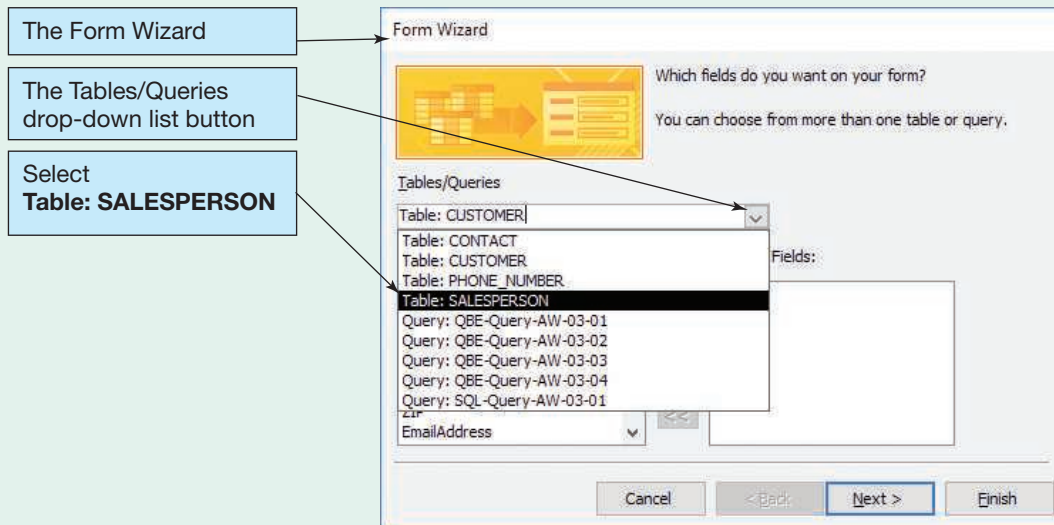 The Form Wizard
The Tables/Queries
drop-down list button
Select
Table: SALESPERSON
Form Wizard
Which fields do you want on your form?
You can choose from more than one table or query.
Tables/Queries
Table: CUSTOMER
Table: CONTACT
Table: CUSTOMER
Table: PHONE_NUMBER
Table: SALESPERSON
Query: QBE-Query-AW-03-01
Query: QBE-Query-AW-03-02
Query: QBE-Query-AW-03-03
Query: QBE-Query-AW-03-04
Query: SQL-Query-AW-03-01
Fields:
ZIP
EmailAddress
<<
Cancel
< Back
Next >
Finish